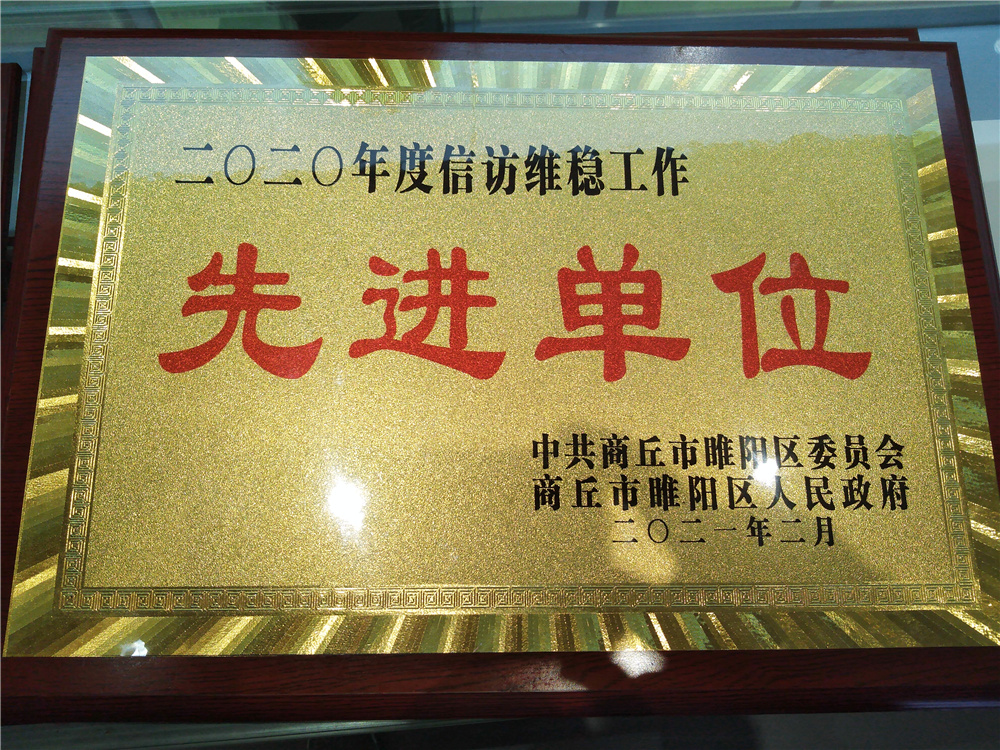 二〇二〇年度信访维稳工作
先进单位
中共商丘市睢阳区委员会
商丘市睢阳区人民政府
二〇二一年二月